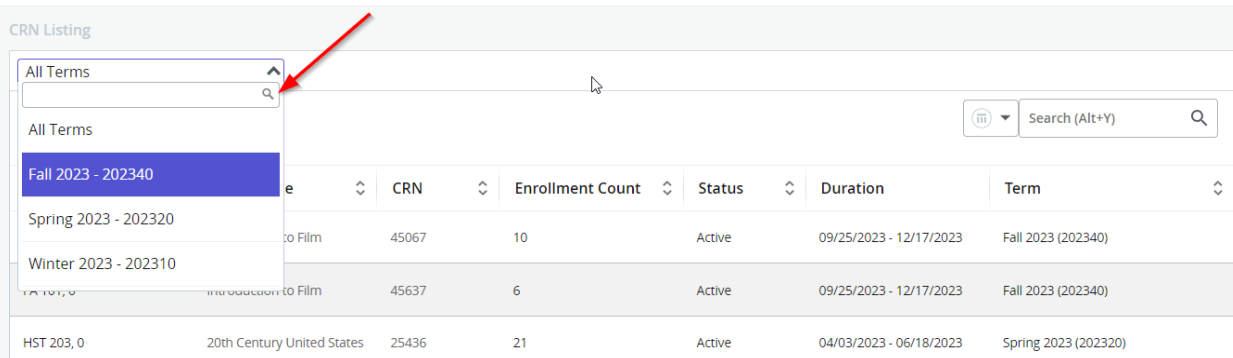 CRN Listing
All Terms
All Terms
Fall 2023 - 202340
Spring 2023 - 202320
Winter 2023 - 202310
Search (Alt+Y)
CRN Enrollment Count Status Duration Term
to Film 45067 10 Active 09/25/2023 - 12/17/2023 Fall 2023 (202340)
FA 101, 0 Introduction to Film 45637 6 Active 09/25/2023 - 12/17/2023 Fall 2023 (202340)
HST 203, 0 20th Century United States 25436 21 Active 04/03/2023 - 06/18/2023 Spring 2023 (202320)